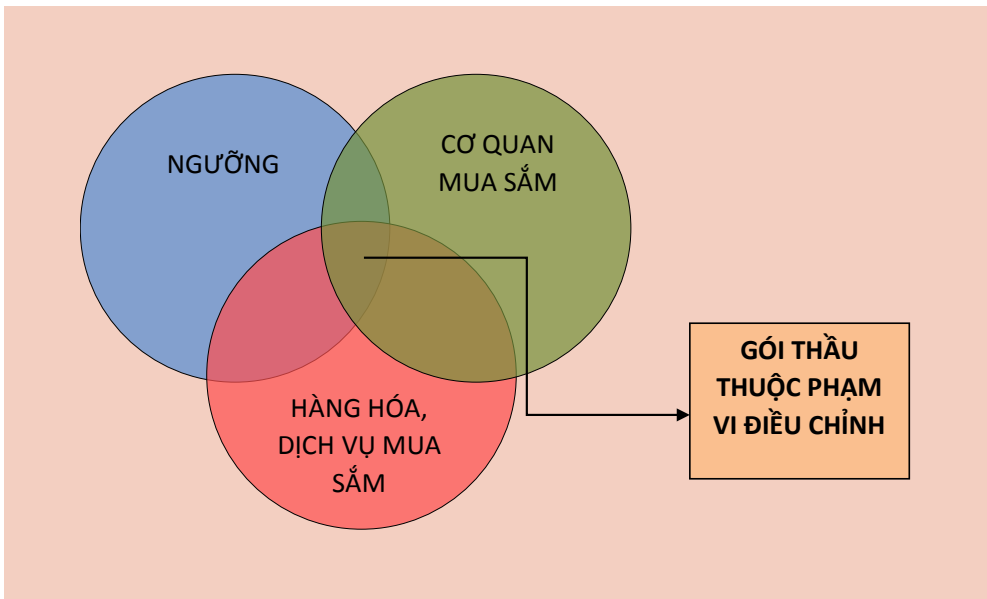 NGƯỠNG
CƠ QUAN
MUA SẮM
HÀNG HÓA,
DỊCH VỤ MUA
SẮM
GÓI THẦU
THUỘC PHẠM
VI ĐIỀU CHỈNH